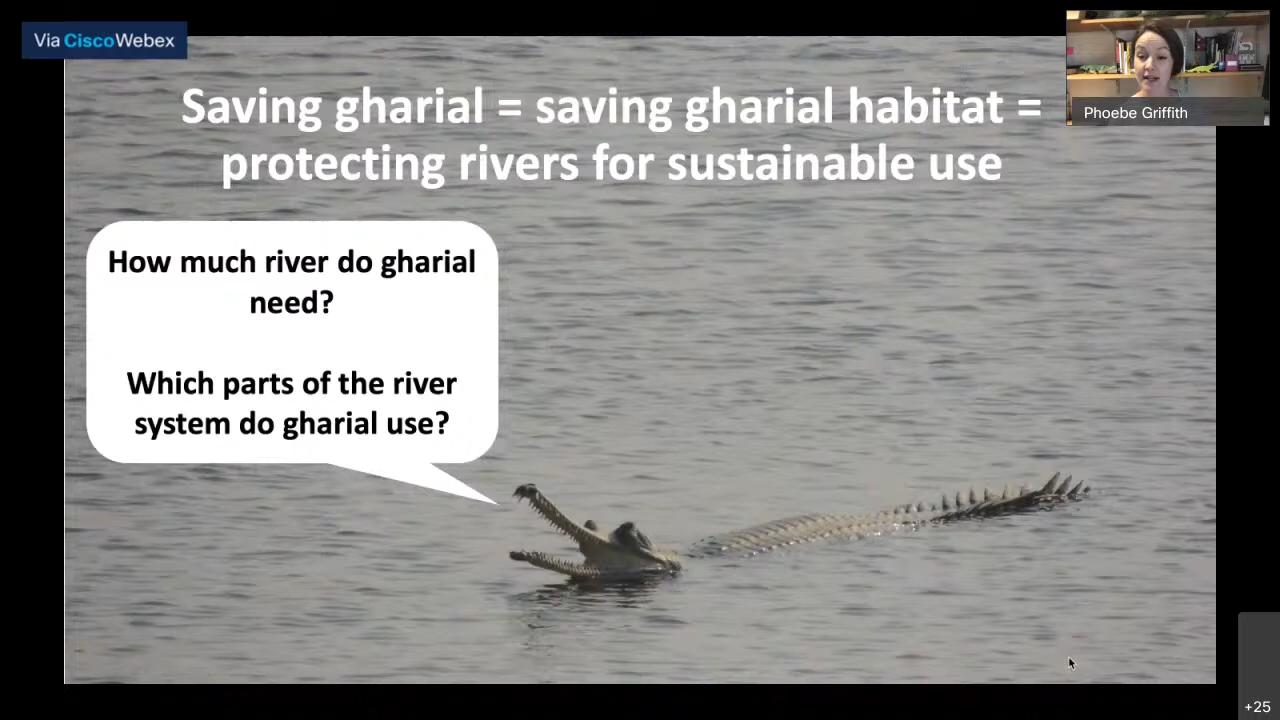 Via CiscoWebex
Saving gharial = saving gharial habitat =
protecting rivers for sustainable use
Phoebe Griffith
How much river do gharial
need?
Which parts of the river
system do gharial use?
+25